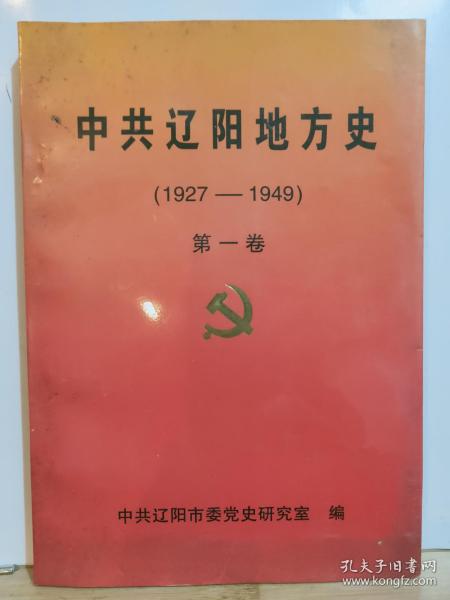 中共辽阳地方史
(1927 — 1949)
第一卷
中共辽阳市委党史研究室 编
孔夫子旧书网
www.kongfz.com